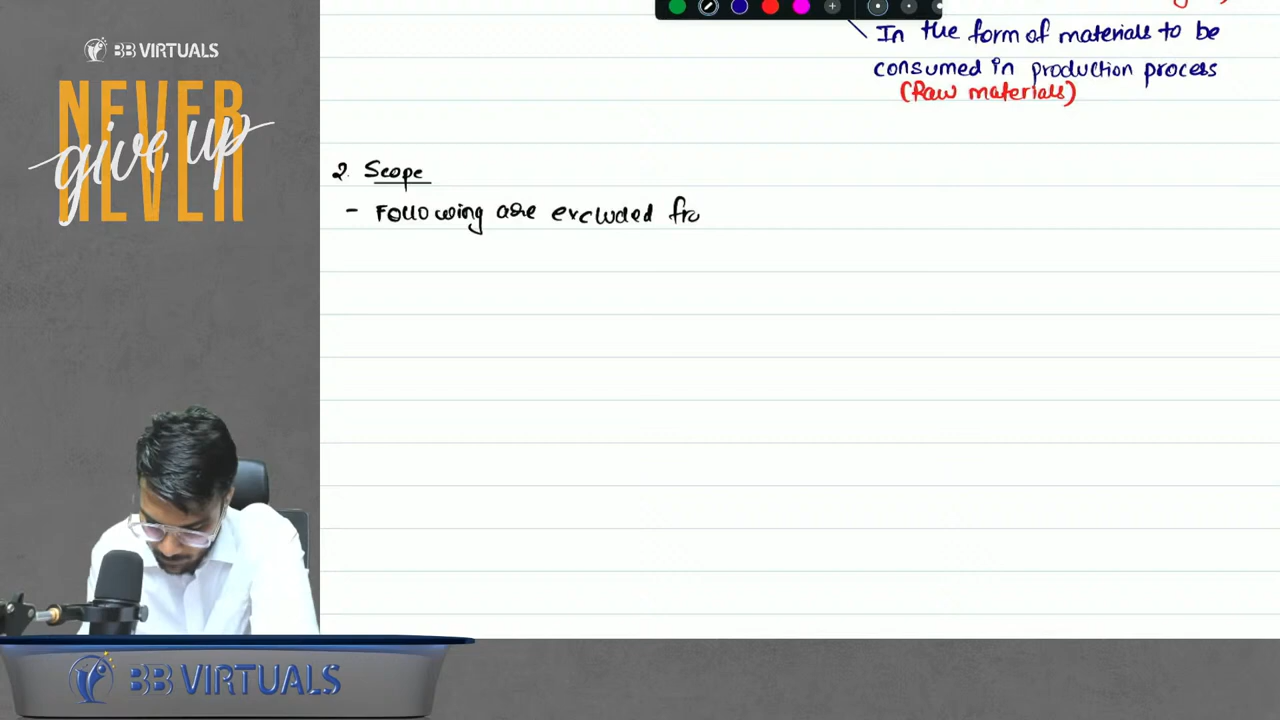 BB VIRTUALS
NEVER
give up
NEVER
In the form of materials to be
consumed in production process
(Raw materials)
2. Scope
- Following are excluded fro
BB VIRTUALS